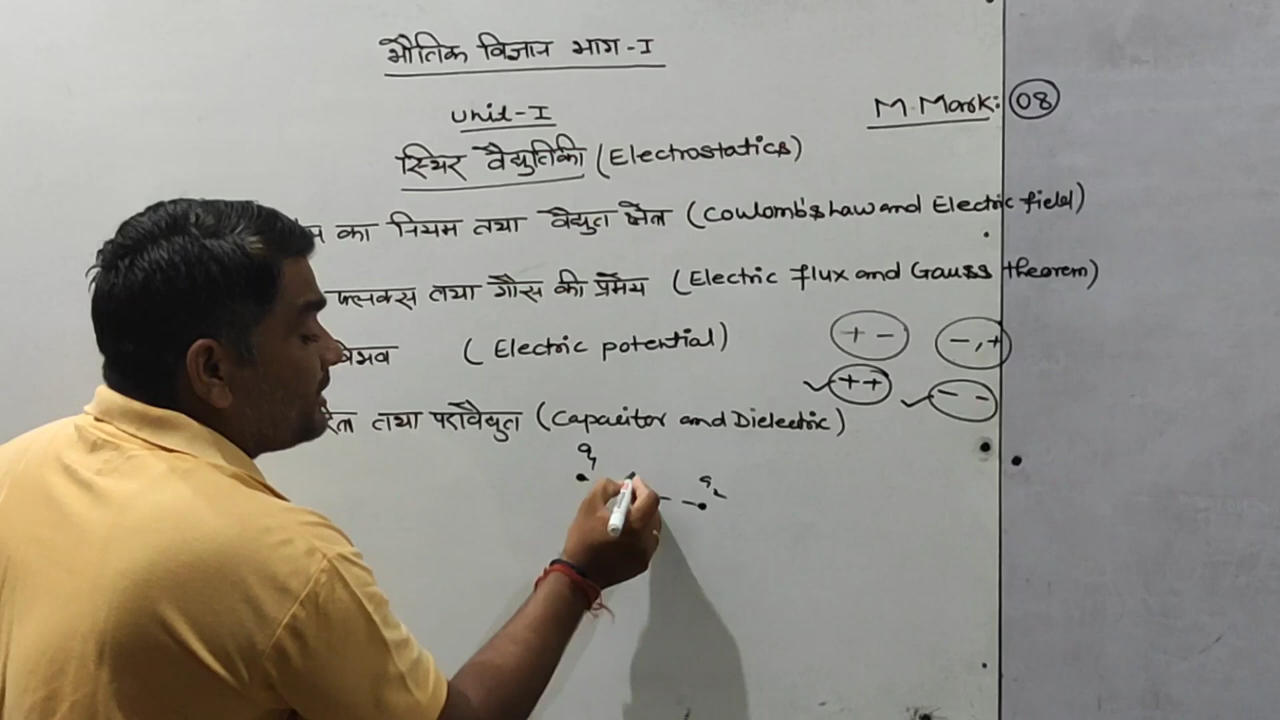 भौतिक विज्ञान भाग-I
Unit-I
M.Mark: 08
स्थिर वैद्युतिकी (Electrostatics)
का नियम तथा वैद्युत क्षेत्र (Coulomb's Law and Electric field)
फ्लक्स तथा गौस की प्रमेय (Electric flux and Gauss theorem)
विभव (Electric potential)
+ -
-, +
तथा परावैद्युत (Capacitor and Dielectric)
✓ ++
✓ - -
q₁
q₂